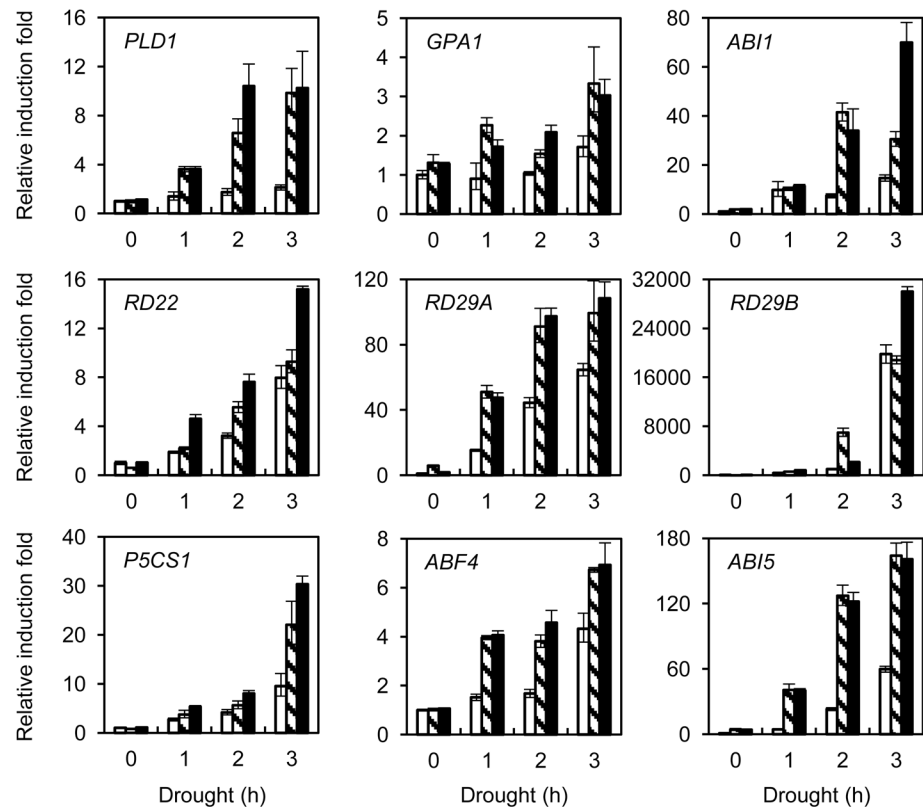 Relative induction fold
PLD1
16
12
8
4
0
0 1 2 3
GPA1
5
4
3
2
1
0
0 1 2 3
ABI1
80
60
40
20
0
0 1 2 3
Relative induction fold
RD22
16
12
8
4
0
0 1 2 3
RD29A
120
80
40
0
0 1 2 3
RD29B
32000
24000
16000
8000
0
0 1 2 3
Relative induction fold
P5CS1
40
30
20
10
0
0 1 2 3
Drought (h)
ABF4
8
6
4
2
0
0 1 2 3
Drought (h)
ABI5
180
120
60
0
0 1 2 3
Drought (h)